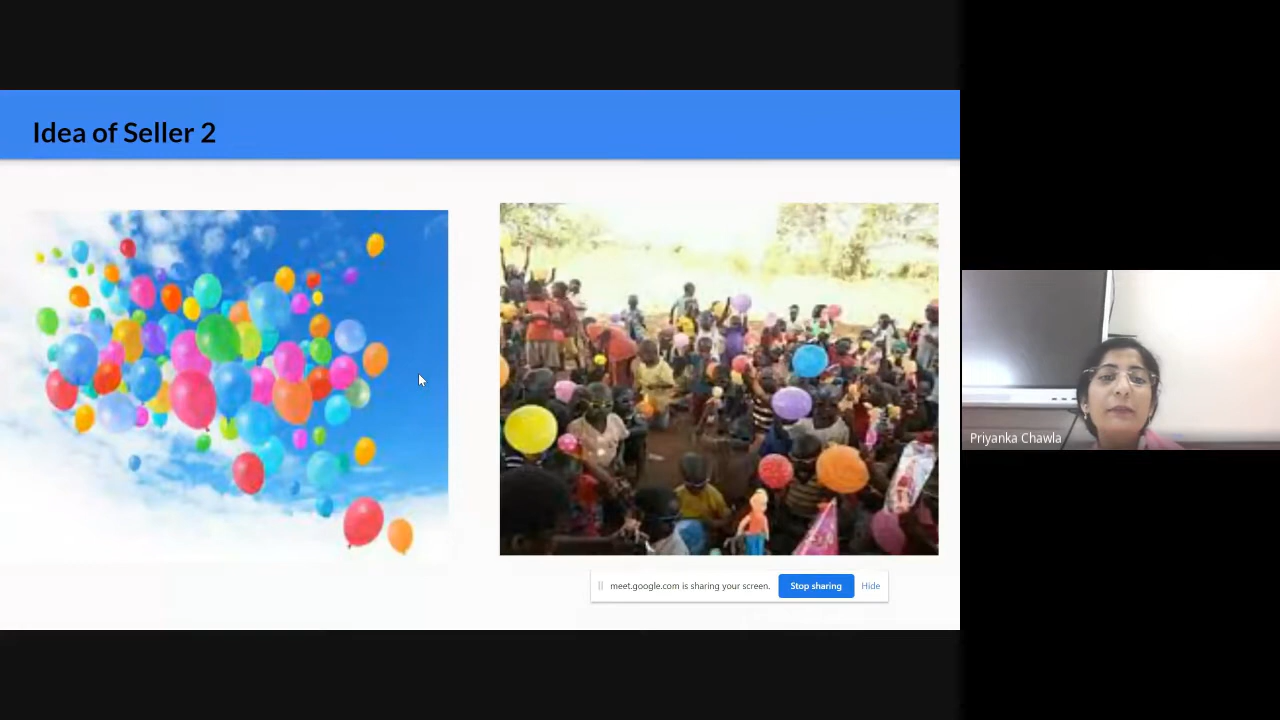 Idea of Seller 2
meet.google.com is sharing your screen. Stop sharing Hide
Priyanka Chawla